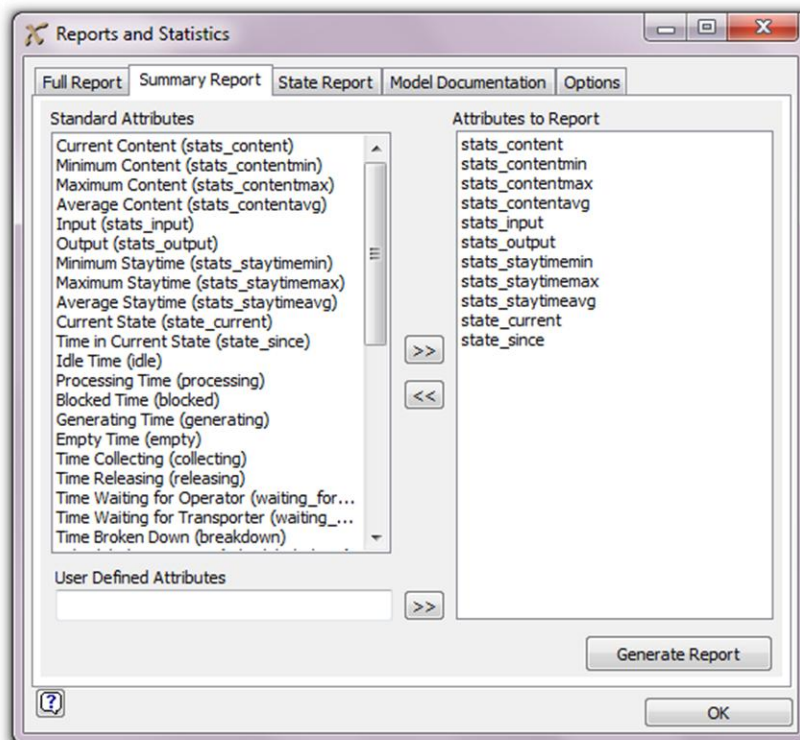 Reports and Statistics
Full Report Summary Report State Report Model Documentation Options
Standard Attributes
Current Content (stats_content)
Minimum Content (stats_contentmin)
Maximum Content (stats_contentmax)
Average Content (stats_contentavg)
Input (stats_input)
Output (stats_output)
Minimum Staytime (stats_staytimemin)
Maximum Staytime (stats_staytimemax)
Average Staytime (stats_staytimeavg)
Current State (state_current)
Time in Current State (state_since)
Idle Time (idle)
Processing Time (processing)
Blocked Time (blocked)
Generating Time (generating)
Empty Time (empty)
Time Collecting (collecting)
Time Releasing (releasing)
Time Waiting for Operator (waiting_for...
Time Waiting for Transporter (waiting_...
Time Broken Down (breakdown)
User Defined Attributes
>>
<<
>>
Attributes to Report
stats_content
stats_contentmin
stats_contentmax
stats_contentavg
stats_input
stats_output
stats_staytimemin
stats_staytimemax
stats_staytimeavg
state_current
state_since
Generate Report
?
OK